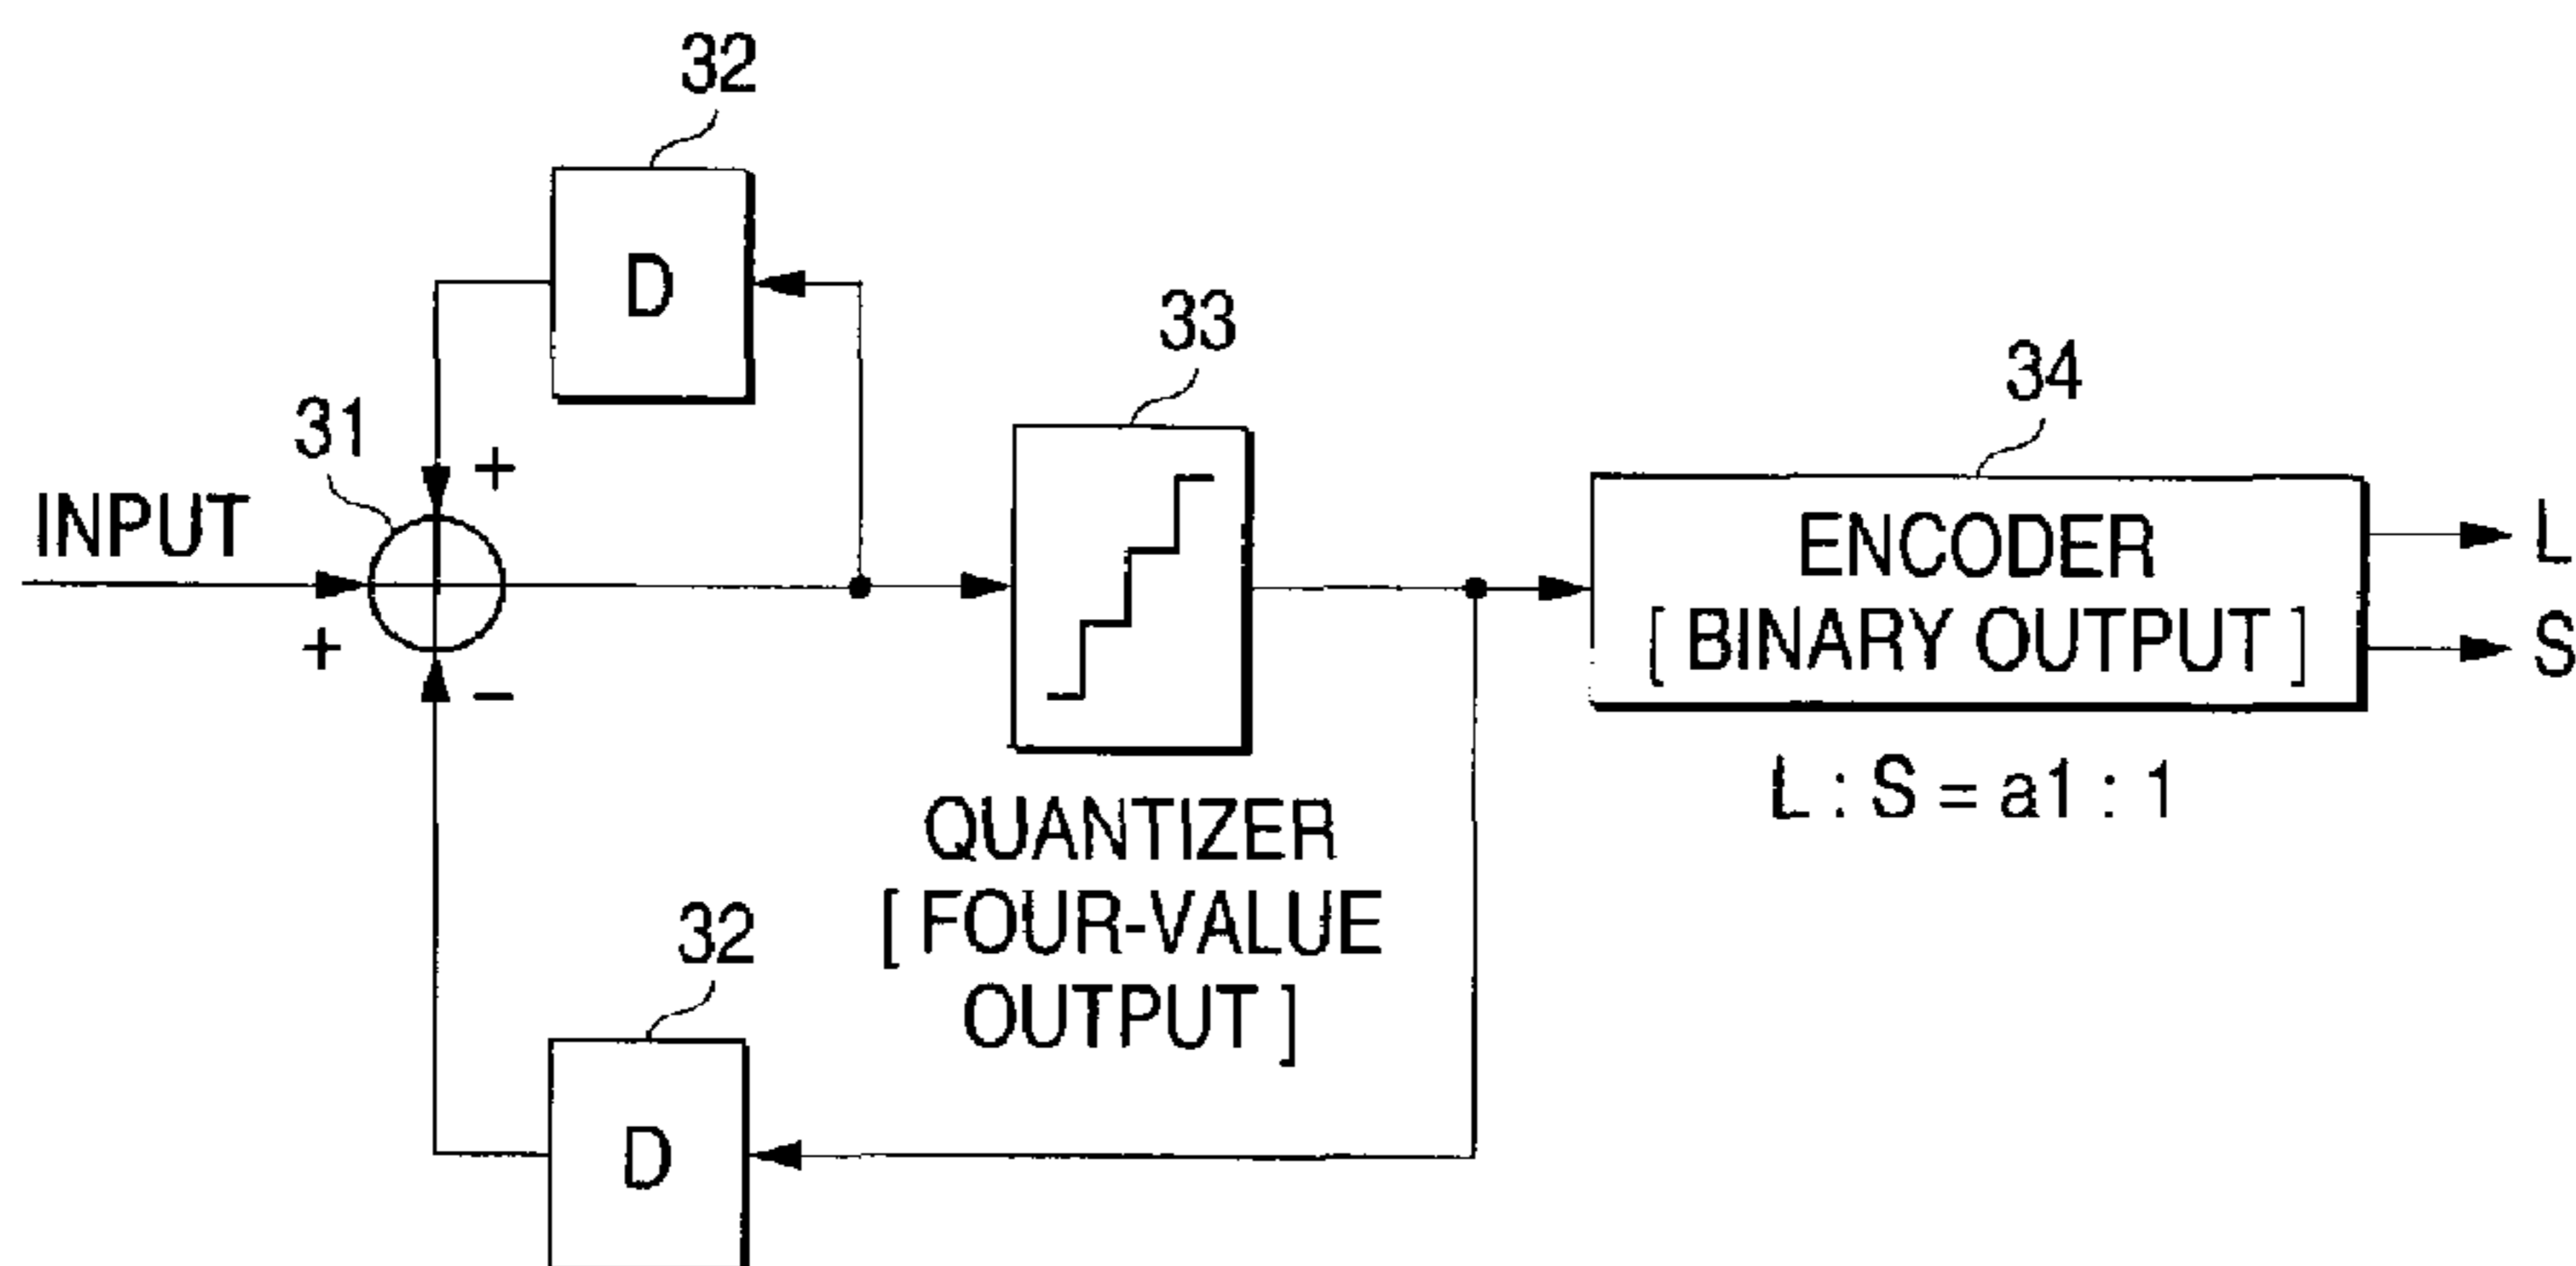 32
D
33
34
31
+
INPUT
+
−
ENCODER
[ BINARY OUTPUT ]
L
S
L : S = a1 : 1
QUANTIZER
[ FOUR-VALUE
OUTPUT ]
32
D